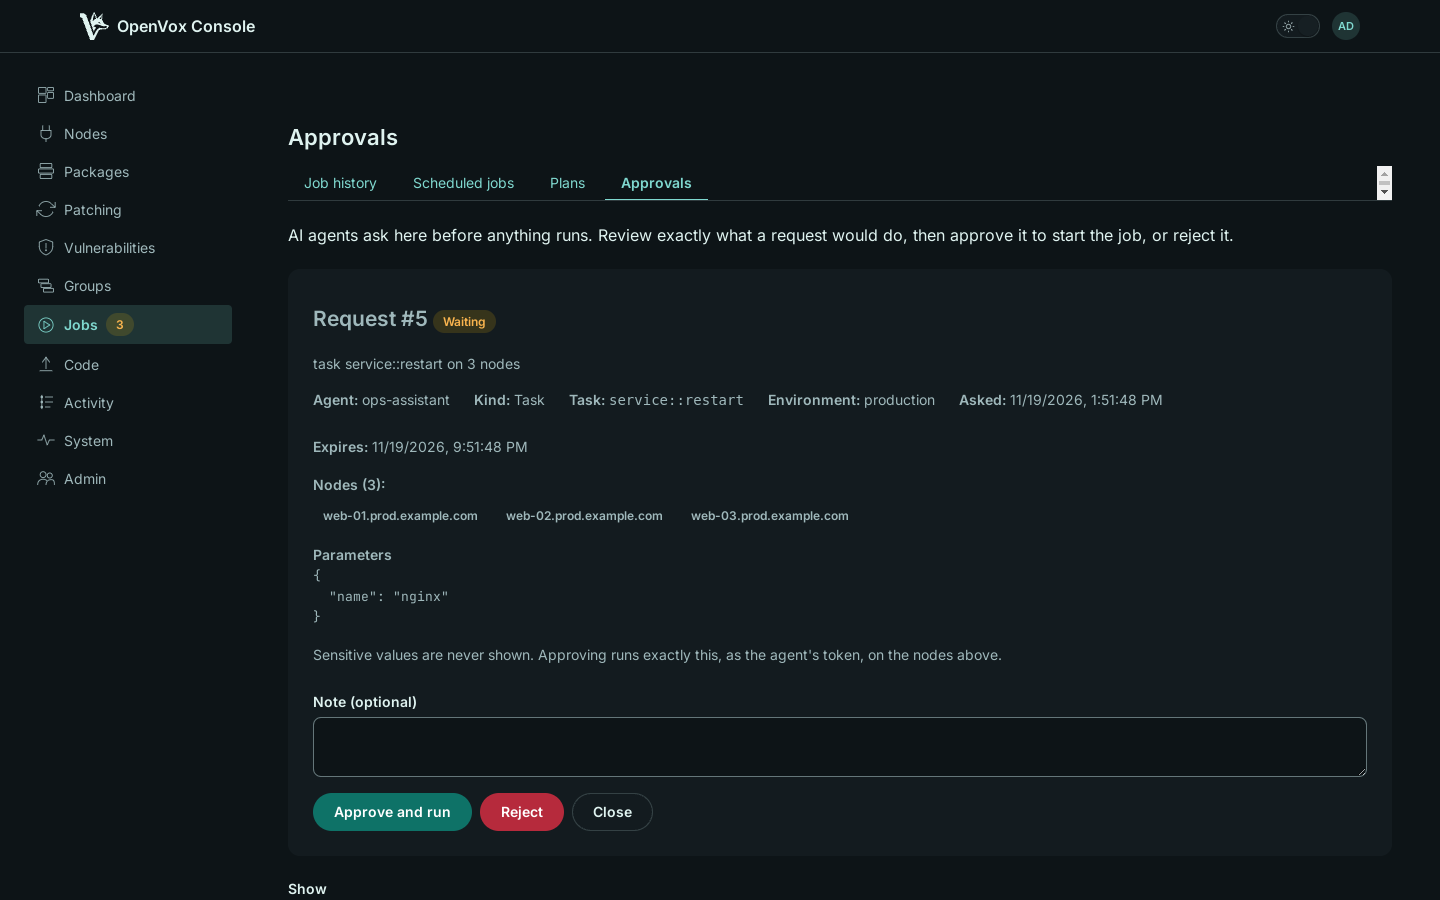 OpenVox Console
AD
Dashboard
Nodes
Packages
Patching
Vulnerabilities
Groups
Jobs 3
Code
Activity
System
Admin
Approvals
Job history Scheduled jobs Plans Approvals
AI agents ask here before anything runs. Review exactly what a request would do, then approve it to start the job, or reject it.
Request #5 Waiting
task service::restart on 3 nodes
Agent: ops-assistant Kind: Task Task: service::restart Environment: production Asked: 11/19/2026, 1:51:48 PM
Expires: 11/19/2026, 9:51:48 PM
Nodes (3):
web-01.prod.example.com web-02.prod.example.com web-03.prod.example.com
Parameters
{
  "name": "nginx"
}
Sensitive values are never shown. Approving runs exactly this, as the agent's token, on the nodes above.
Note (optional)
Approve and run Reject Close
Show